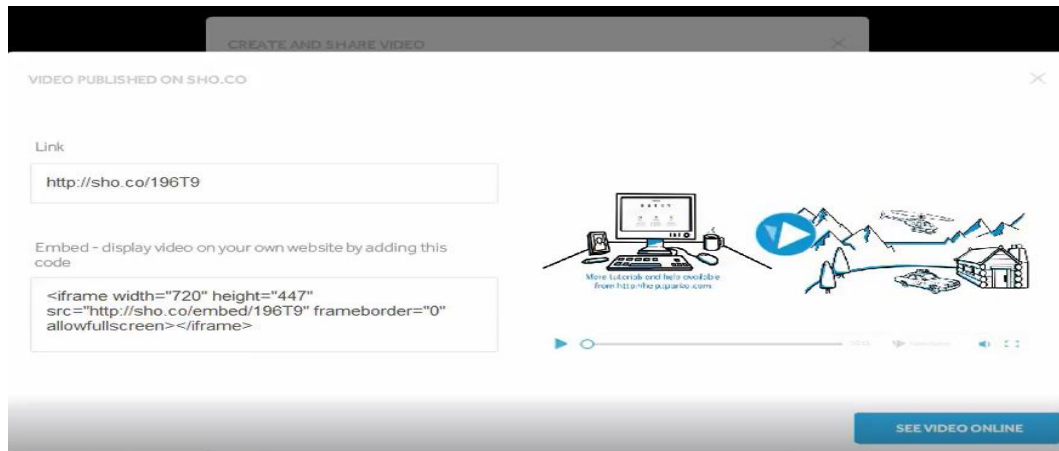 CREATE AND SHARE VIDEO
VIDEO PUBLISHED ON SHO.CO
Link
http://sho.co/196T9
Embed - display video on your own website by adding this
code
<iframe width="720" height="447"
src="http://sho.co/embed/196T9" frameborder="0"
allowfullscreen></iframe>
More tutorials and help available
SEE VIDEO ONLINE